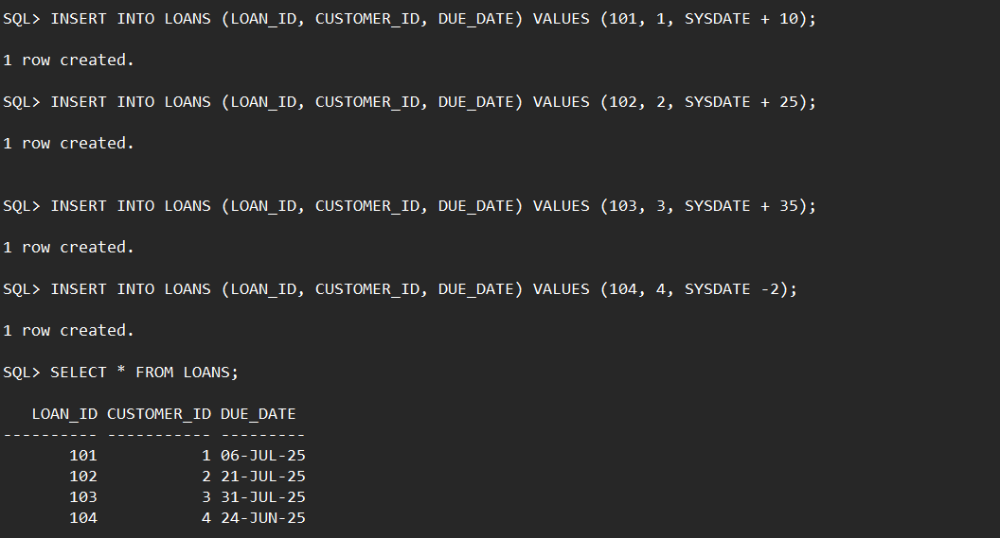 SQL> INSERT INTO LOANS (LOAN_ID, CUSTOMER_ID, DUE_DATE) VALUES (101, 1, SYSDATE + 10);
1 row created.
SQL> INSERT INTO LOANS (LOAN_ID, CUSTOMER_ID, DUE_DATE) VALUES (102, 2, SYSDATE + 25);
1 row created.
SQL> INSERT INTO LOANS (LOAN_ID, CUSTOMER_ID, DUE_DATE) VALUES (103, 3, SYSDATE + 35);
1 row created.
SQL> INSERT INTO LOANS (LOAN_ID, CUSTOMER_ID, DUE_DATE) VALUES (104, 4, SYSDATE -2);
1 row created.
SQL> SELECT * FROM LOANS;
   LOAN_ID CUSTOMER_ID DUE_DATE
---------- ----------- ---------
       101           1 06-JUL-25
       102           2 21-JUL-25
       103           3 31-JUL-25
       104           4 24-JUN-25